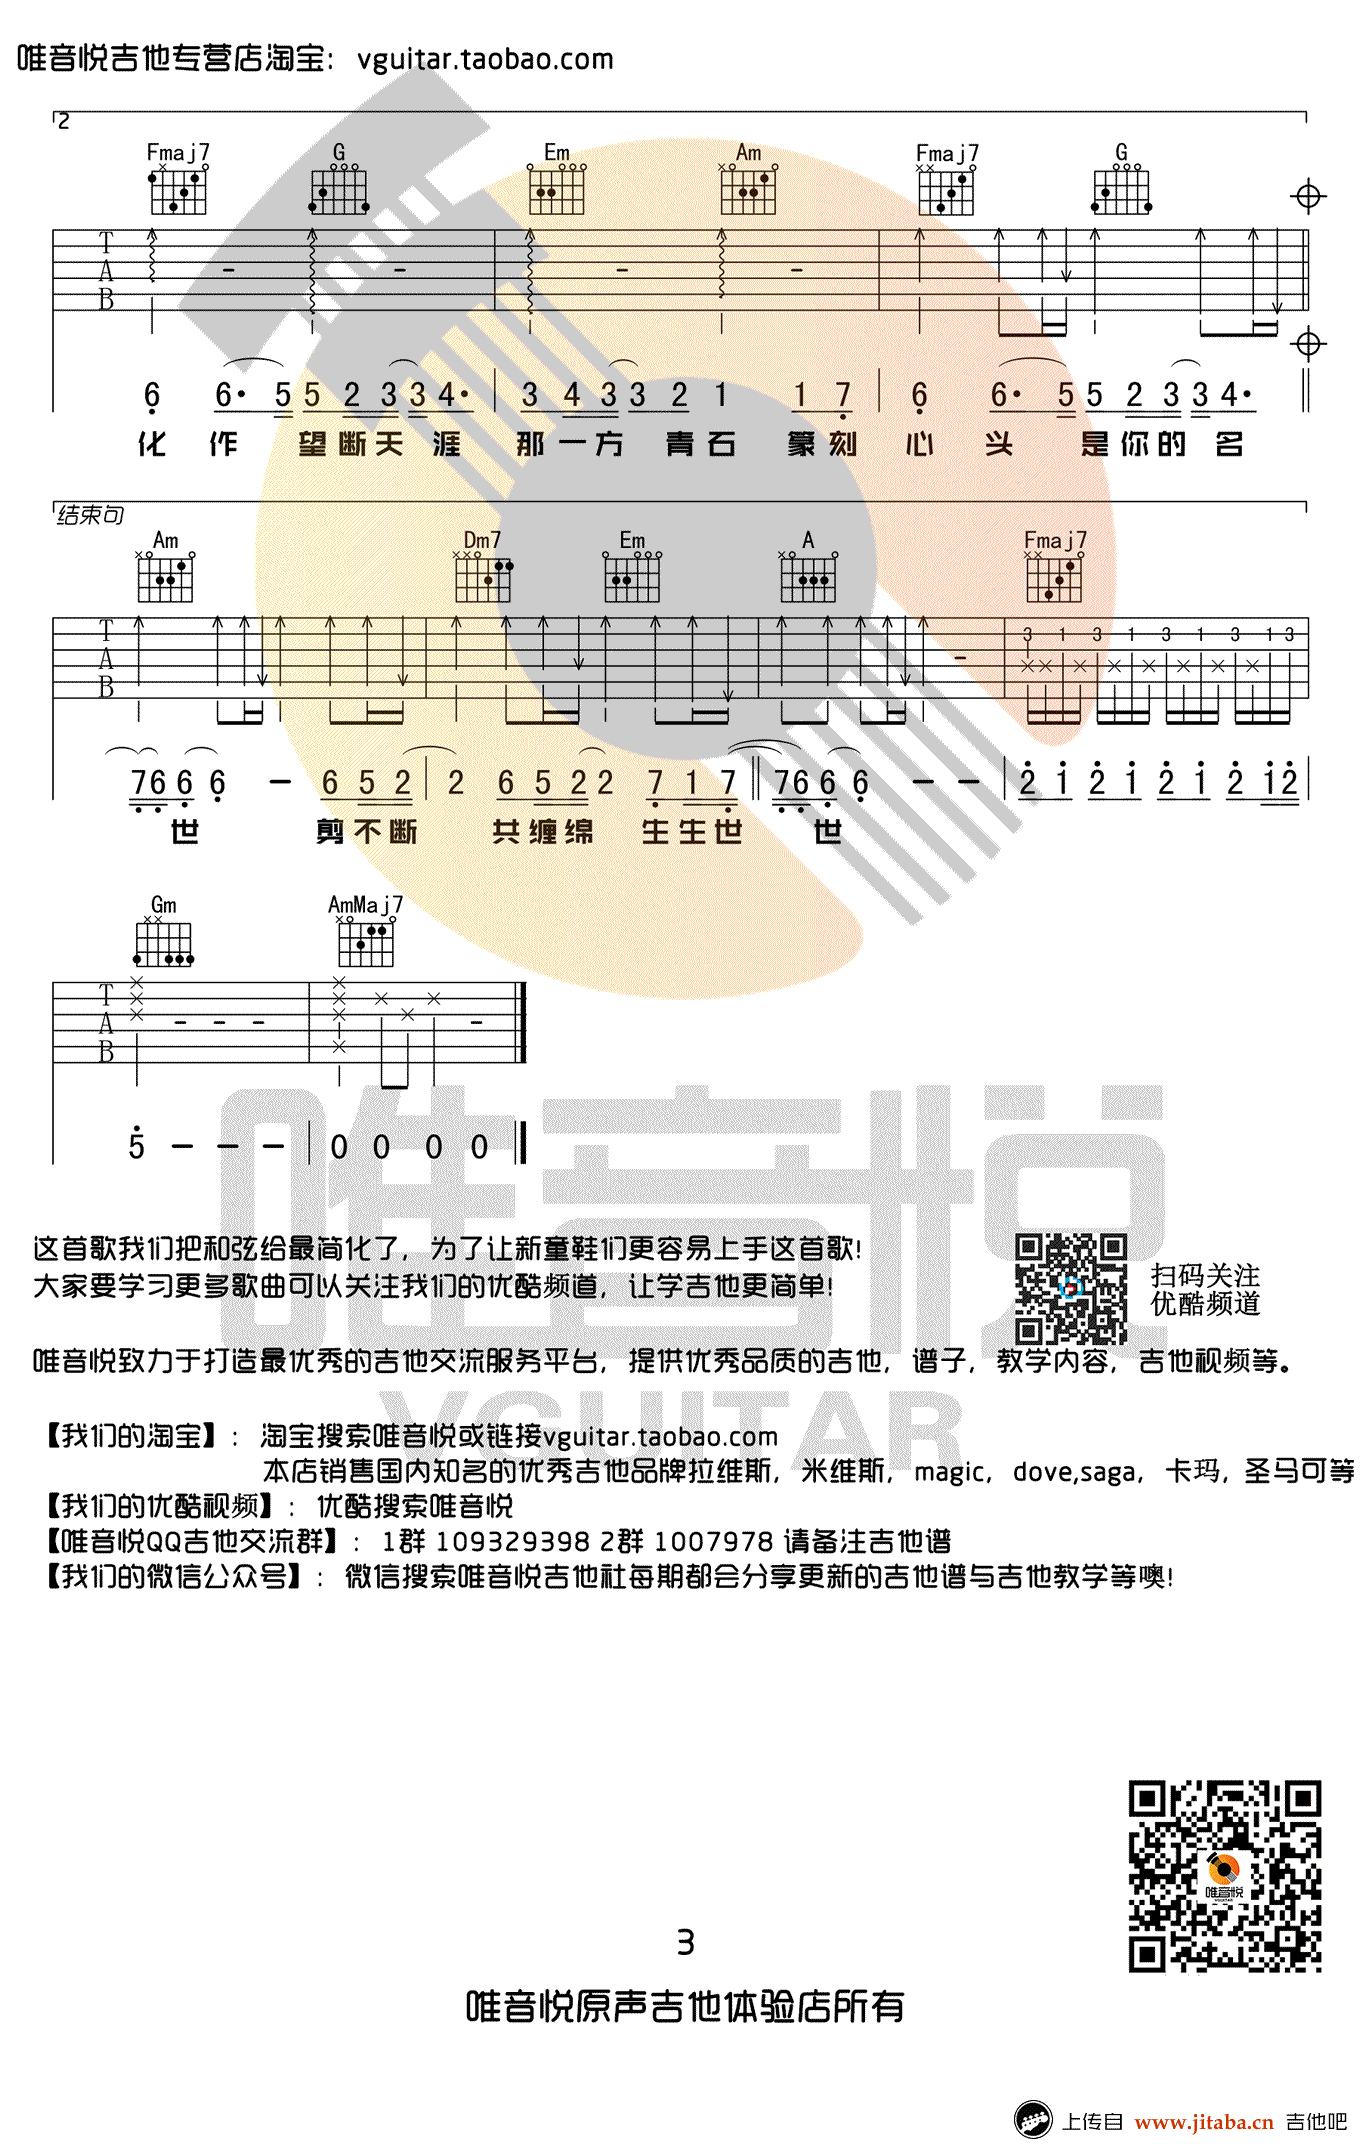 唯音悦吉他专营店淘宝：vguitar.taobao.com
2
Fmaj7 G Em Am Fmaj7 G
T
A
B
6 6· 5 5 2 3 3 4· 3 4 3 3 2 1 1 7 6 6· 5 5 2 3 3 4·
化 作 望 断 天 涯 那 一 方 青 石 篆 刻 心 头 是 你 的 名
结束句
Am Dm7 Em A Fmaj7
3 1 3 1 3 1 3 1 3
T
A
B
7 6 6 6 — 6 5 2 2 6 5 2 2 7 1 7 7 6 6 6 — — 2 1 2 1 2 1 2 1 2
世 剪 不 断 共 缠 绵 生 生 世 世
Gm AmMaj7
T
A
B
5 — — — 0 0 0 0
唯音悦
VGUITAR
这首歌我们把和弦给最简化了，为了让新童鞋们更容易上手这首歌！
大家要学习更多歌曲可以关注我们的优酷频道，让学吉他更简单！
扫码关注
优酷频道
唯音悦致力于打造最优秀的吉他交流服务平台，提供优秀品质的吉他，谱子，教学内容，吉他视频等。
【我们的淘宝】：淘宝搜索唯音悦或链接vguitar.taobao.com
本店销售国内知名的优秀吉他品牌拉维斯，米维斯，magic，dove,saga，卡玛，圣马可等
【我们的优酷视频】：优酷搜索唯音悦
【唯音悦QQ吉他交流群】：1群 109329398 2群 1007978 请备注吉他谱
【我们的微信公众号】：微信搜索唯音悦吉他社每期都会分享更新的吉他谱与吉他教学等噢！
唯音悦
VGUITAR
3
唯音悦原声吉他体验店所有
上传自 www.jitaba.cn 吉他吧